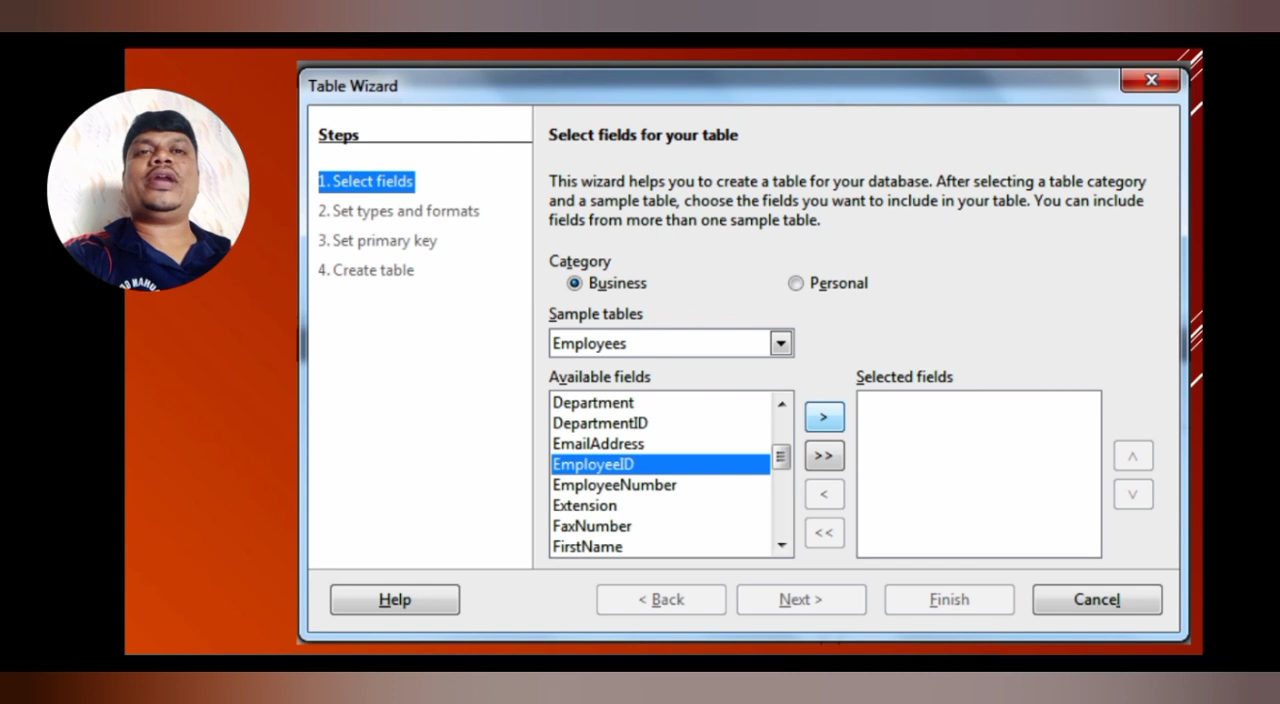 Table Wizard
Steps
1. Select fields
2. Set types and formats
3. Set primary key
4. Create table
Select fields for your table
This wizard helps you to create a table for your database. After selecting a table category
and a sample table, choose the fields you want to include in your table. You can include
fields from more than one sample table.
Category
Business
Personal
Sample tables
Employees
Available fields
Selected fields
Department
DepartmentID
EmailAddress
EmployeeID
EmployeeNumber
Extension
FaxNumber
FirstName
>
>>
<
<<
Help
< Back
Next >
Finish
Cancel